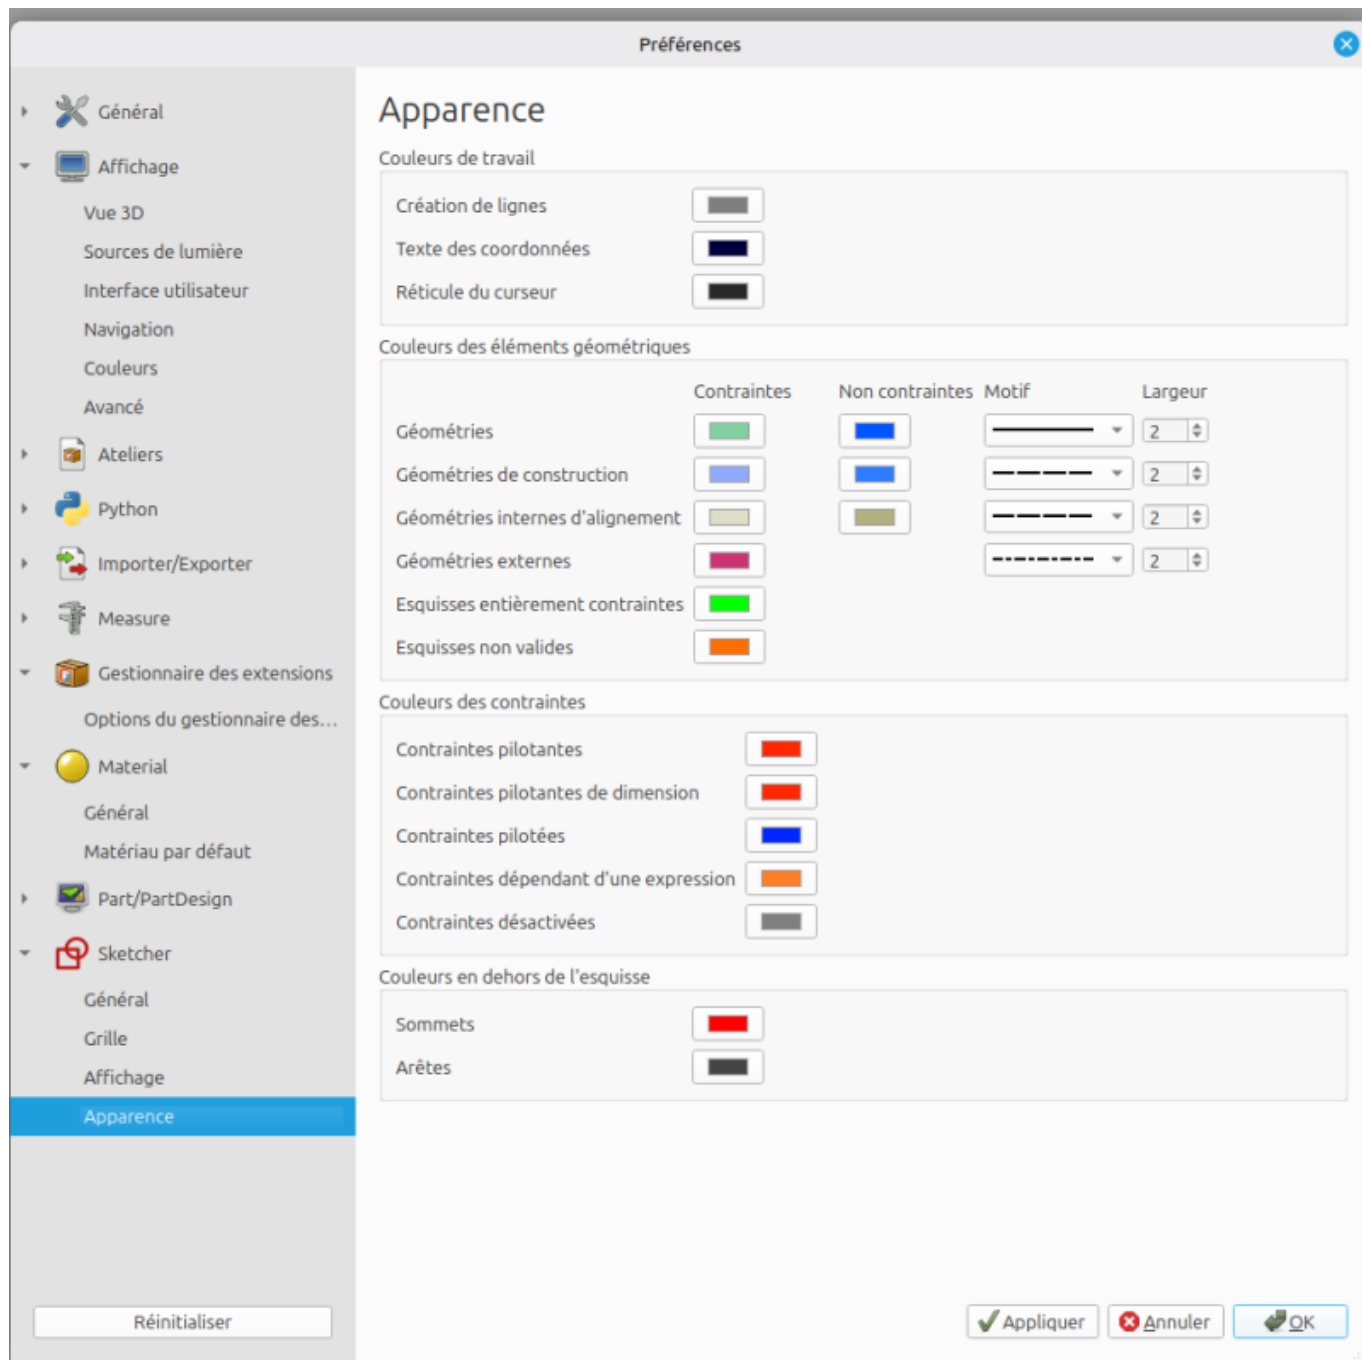 Préférences
Général
Affichage
Vue 3D
Sources de lumière
Interface utilisateur
Navigation
Couleurs
Avancé
Ateliers
Python
Importer/Exporter
Measure
Gestionnaire des extensions
Options du gestionnaire des...
Material
Général
Matériau par défaut
Part/PartDesign
Sketcher
Général
Grille
Affichage
Apparence
Réinitialiser
Apparence
Couleurs de travail
Création de lignes
Texte des coordonnées
Réticule du curseur
Couleurs des éléments géométriques
Contraintes Non contraintes Motif Largeur
Géométries 2
Géométries de construction 2
Géométries internes d'alignement 2
Géométries externes 2
Esquisses entièrement contraintes
Esquisses non valides
Couleurs des contraintes
Contraintes pilotantes
Contraintes pilotantes de dimension
Contraintes pilotées
Contraintes dépendant d'une expression
Contraintes désactivées
Couleurs en dehors de l'esquisse
Sommets
Arêtes
Appliquer Annuler OK